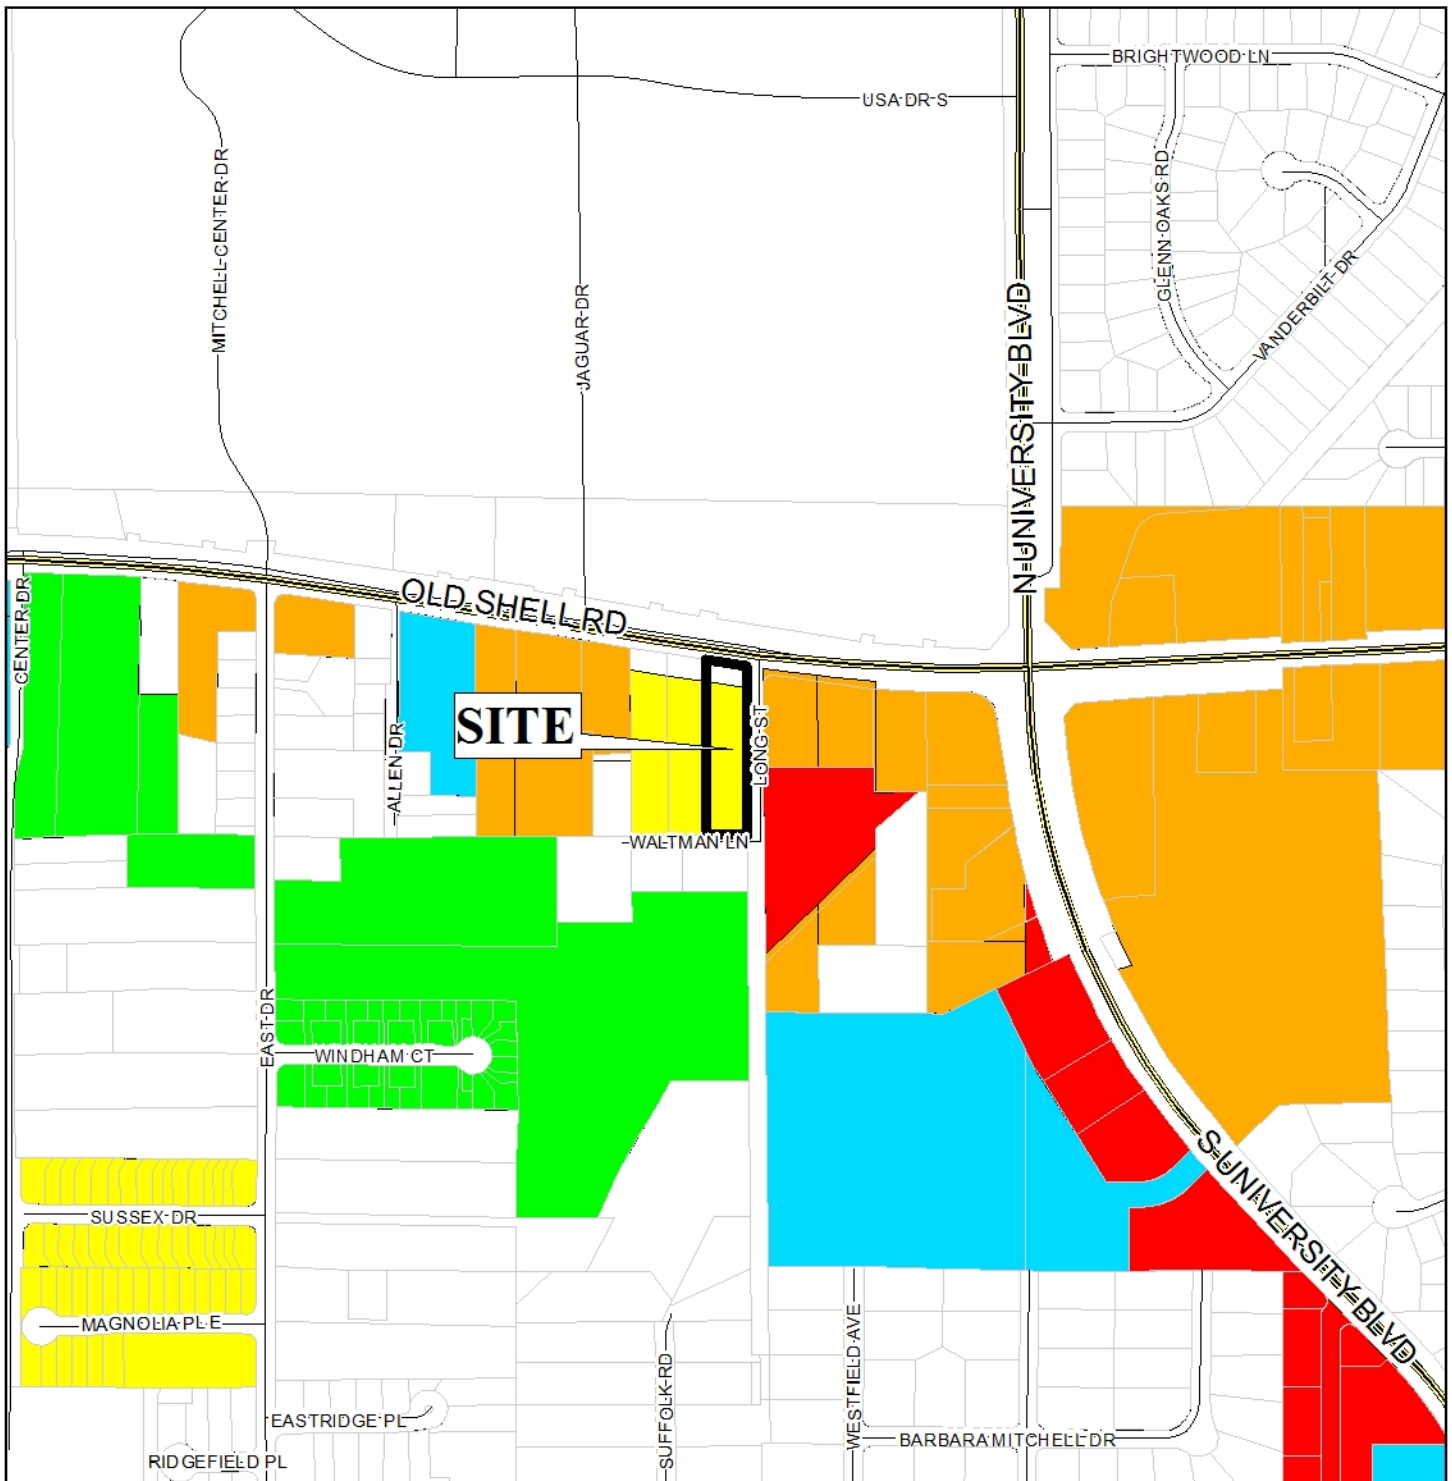 BRIGHTWOOD LN
USA DR S
MITCHELL CENTER DR
GLENN OAKS RD
VANDERBILT DR
JAGUAR DR
N UNIVERSITY BLVD
OLD SHELL RD
CENTER DR
SITE
LONG ST
ALLEN DR
WALTMAN LN
EAST DR
WINDHAM CT
S UNIVERSITY BLVD
SUSSEX DR
MAGNOLIA PL E
WESTFIELD AVE
SUFFOLK RD
EASTRIDGE PL
BARBARA MITCHELL DR
RIDGEFIELD PL